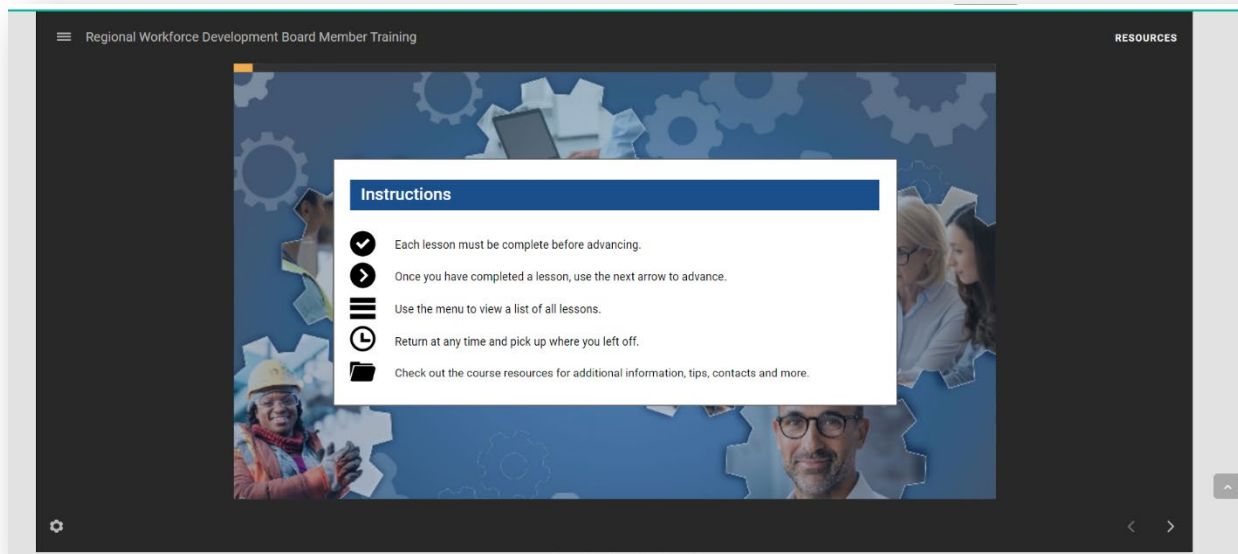 Regional Workforce Development Board Member Training
RESOURCES
Instructions
Each lesson must be complete before advancing.
Once you have completed a lesson, use the next arrow to advance.
Use the menu to view a list of all lessons.
Return at any time and pick up where you left off.
Check out the course resources for additional information, tips, contacts and more.